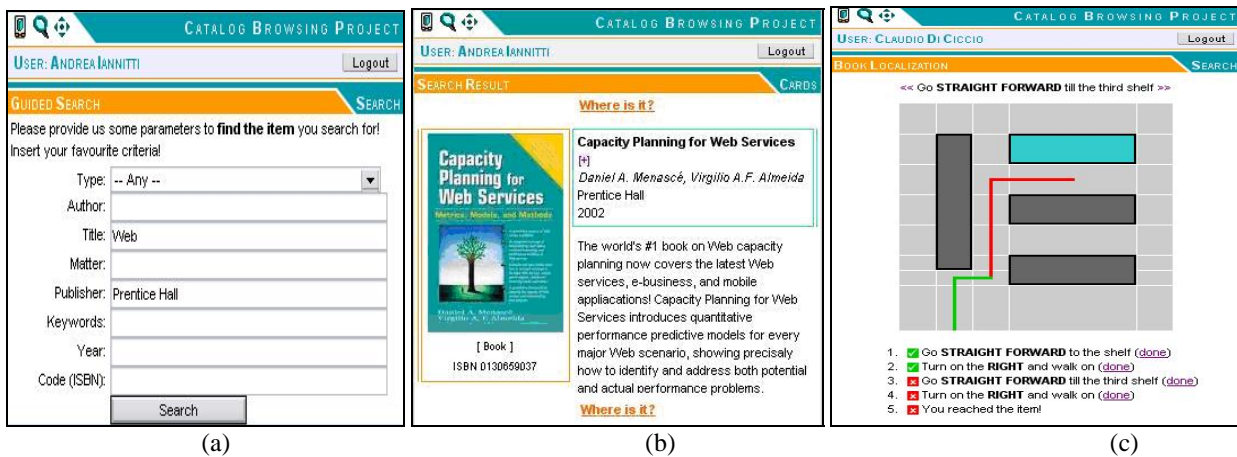 CATALOG BROWSING PROJECT
USER: ANDREA IANNITTI
Logout
GUIDED SEARCH
SEARCH
Please provide us some parameters to find the item you search for!
Insert your favourite criteria!
Type: -- Any --
Author:
Title: Web
Matter:
Publisher: Prentice Hall
Keywords:
Year:
Code (ISBN):
Search
(a)
CATALOG BROWSING PROJECT
USER: ANDREA IANNITTI
Logout
SEARCH RESULT
CARDS
Where is it?
Capacity
Planning for
Web Services
Metrics, Models, and Methods
Daniel A. Menascé
Virgilio A. F. Almeida
[ Book ]
ISBN 0130659037
Capacity Planning for Web Services
[+]
Daniel A. Menascé, Virgilio A.F. Almeida
Prentice Hall
2002
The world's #1 book on Web capacity
planning now covers the latest Web
services, e-business, and mobile
appliacations! Capacity Planning for Web
Services introduces quantitative
performance predictive models for every
major Web scenario, showing precisaly
how to identify and address both potential
and actual performance problems.
Where is it?
(b)
CATALOG BROWSING PROJECT
USER: CLAUDIO DI CICCIO
Logout
BOOK LOCALIZATION
SEARCH
<< Go STRAIGHT FORWARD till the third shelf >>
1. Go STRAIGHT FORWARD to the shelf (done)
2. Turn on the RIGHT and walk on (done)
3. Go STRAIGHT FORWARD till the third shelf (done)
4. Turn on the RIGHT and walk on (done)
5. You reached the item!
(c)